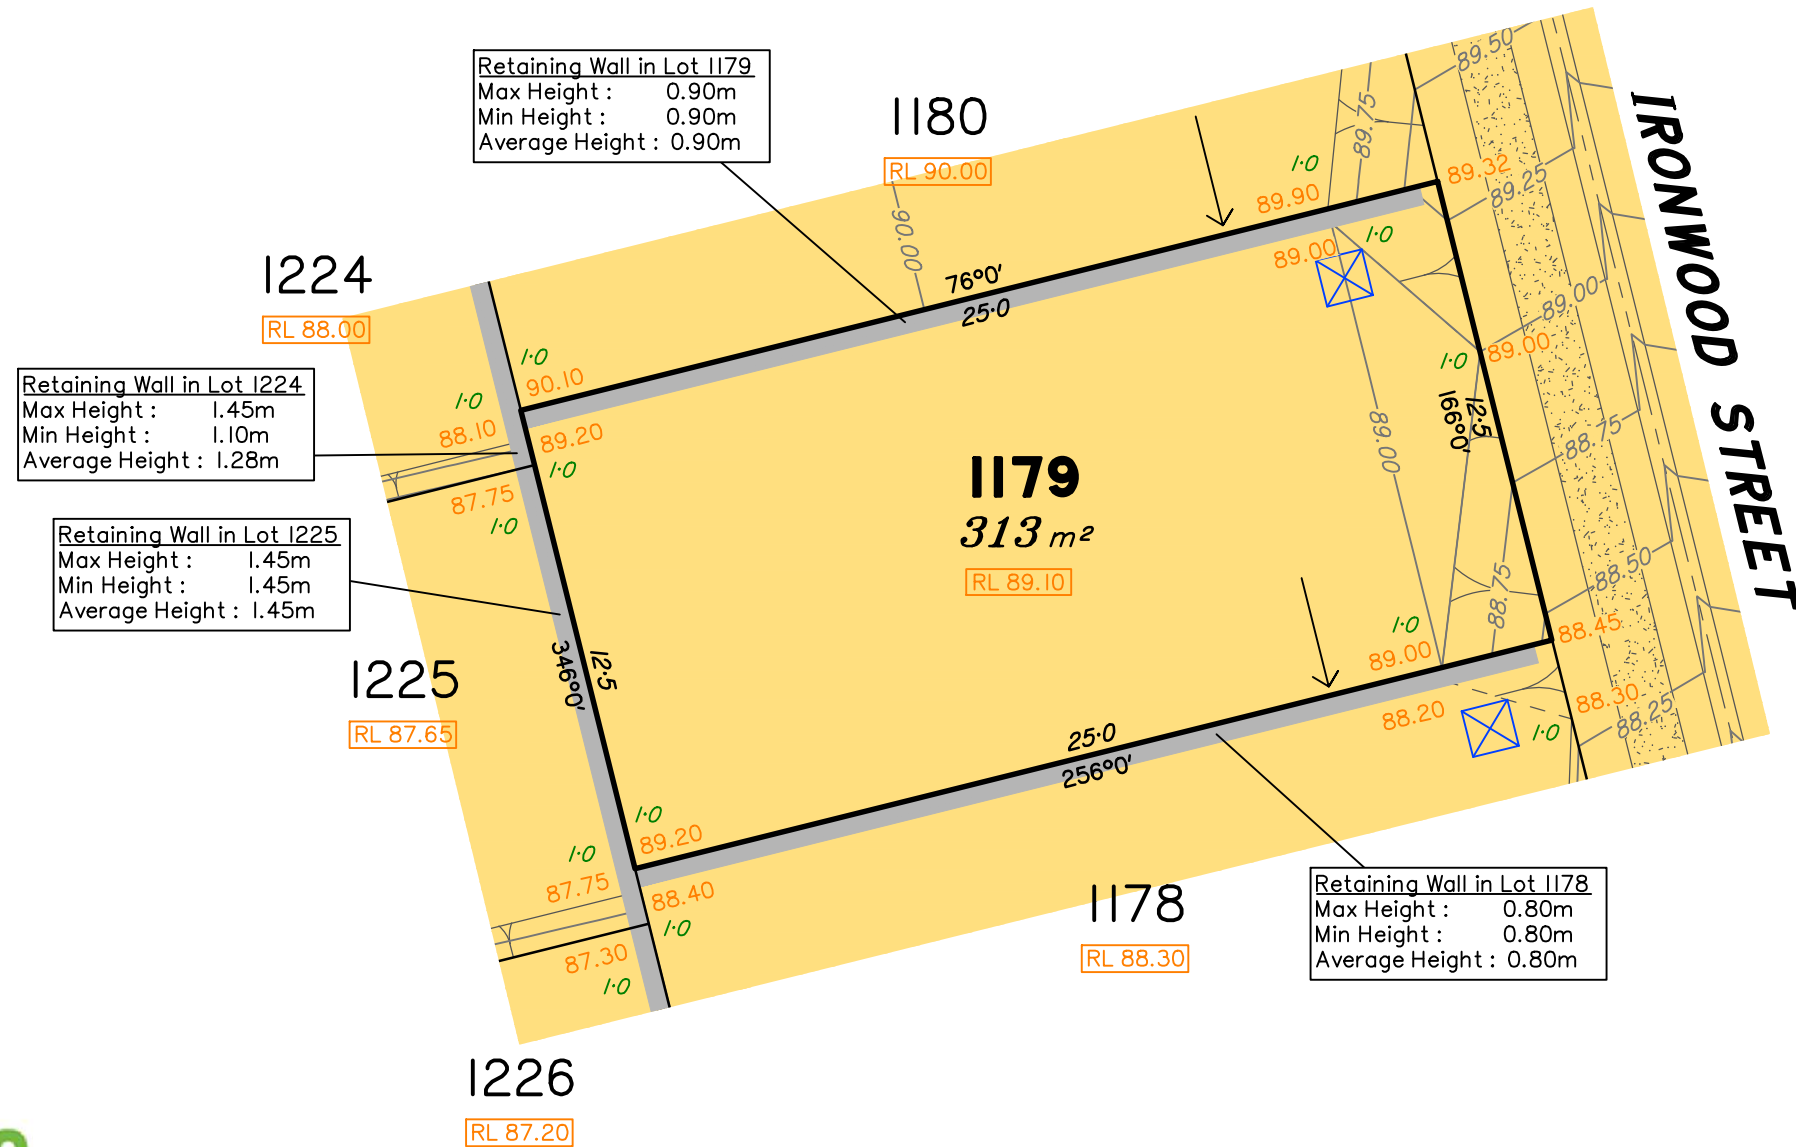 Retaining Wall in Lot 1179
Max Height : 0.90m
Min Height : 0.90m
Average Height : 0.90m
1180
RL 90.00
1224
RL 88.00
Retaining Wall in Lot 1224
Max Height : 1.45m
Min Height : 1.10m
Average Height : 1.28m
Retaining Wall in Lot 1225
Max Height : 1.45m
Min Height : 1.45m
Average Height : 1.45m
1225
RL 87.65
1226
RL 87.20
1179
313 m²
RL 89.10
1178
RL 88.30
Retaining Wall in Lot 1178
Max Height : 0.80m
Min Height : 0.80m
Average Height : 0.80m
IRONWOOD STREET
76°0'
25·0
12·5
166°0'
25·0
256°0'
346°0'
12·5
90.00
89.75
89.50
89.25
89.00
88.75
88.50
88.25
89.00
88.75
1·0
89.90
89.32
89.00
1·0
1·0
89.00
1·0
90.10
1·0
88.10
89.20
1·0
87.75
1·0
1·0
89.20
1·0
87.75
88.40
1·0
87.30
1·0
1·0
89.00
88.45
88.20
88.30
1·0